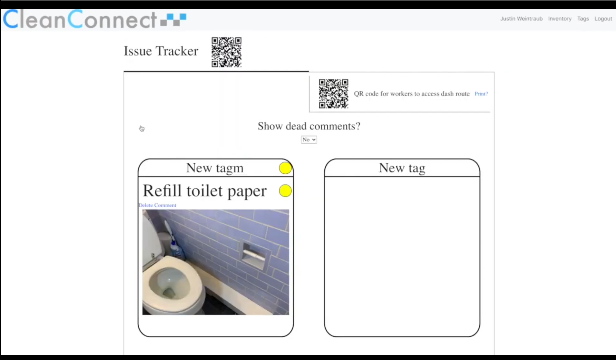 CleanConnect
Justin Weintraub Inventory Tags Logout
Issue Tracker
QR code for workers to access dash route Print?
Show dead comments?
No
New tagm
Refill toilet paper
Delete Comment
New tag